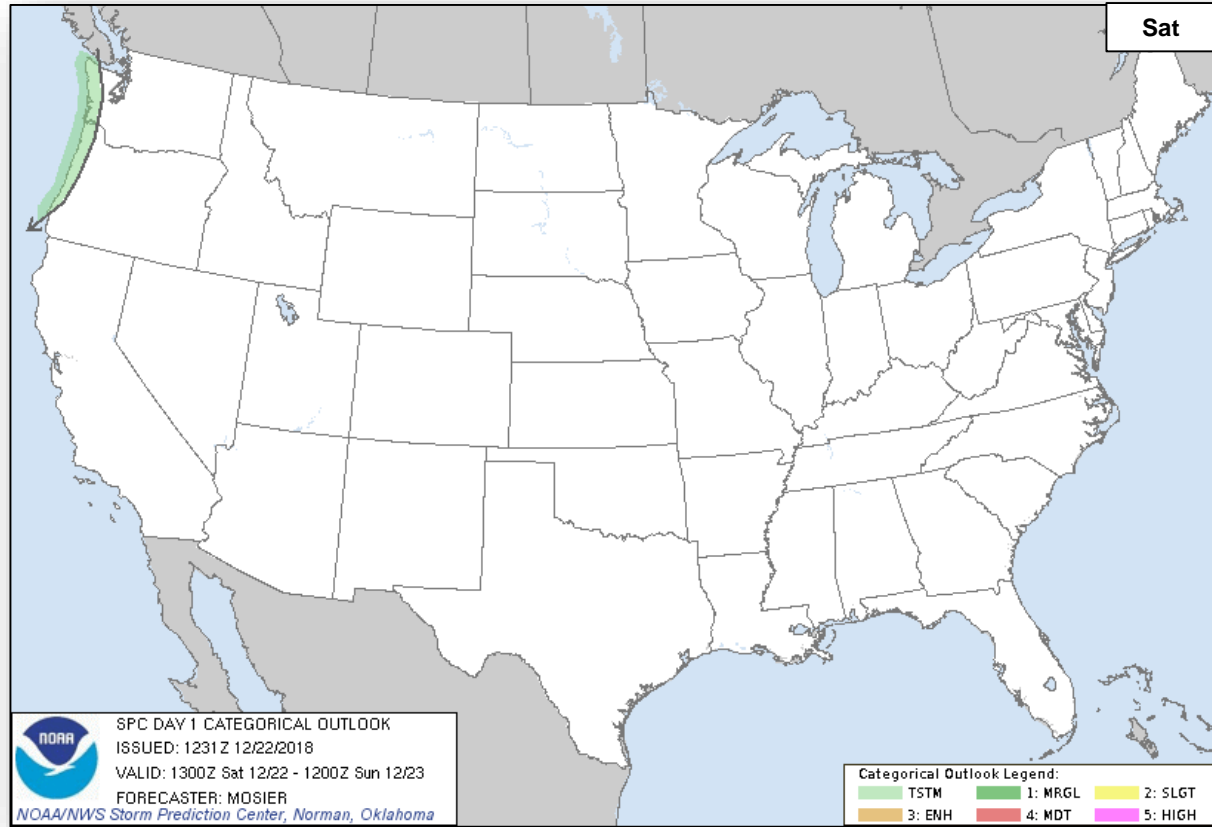 Sat
NOAA
SPC DAY 1 CATEGORICAL OUTLOOK
ISSUED: 1231Z 12/22/2018
VALID: 1300Z Sat 12/22 - 1200Z Sun 12/23
FORECASTER: MOSIER
NOAA/NWS Storm Prediction Center, Norman, Oklahoma
Categorical Outlook Legend:
TSTM 1: MRGL 2: SLGT
3: ENH 4: MDT 5: HIGH